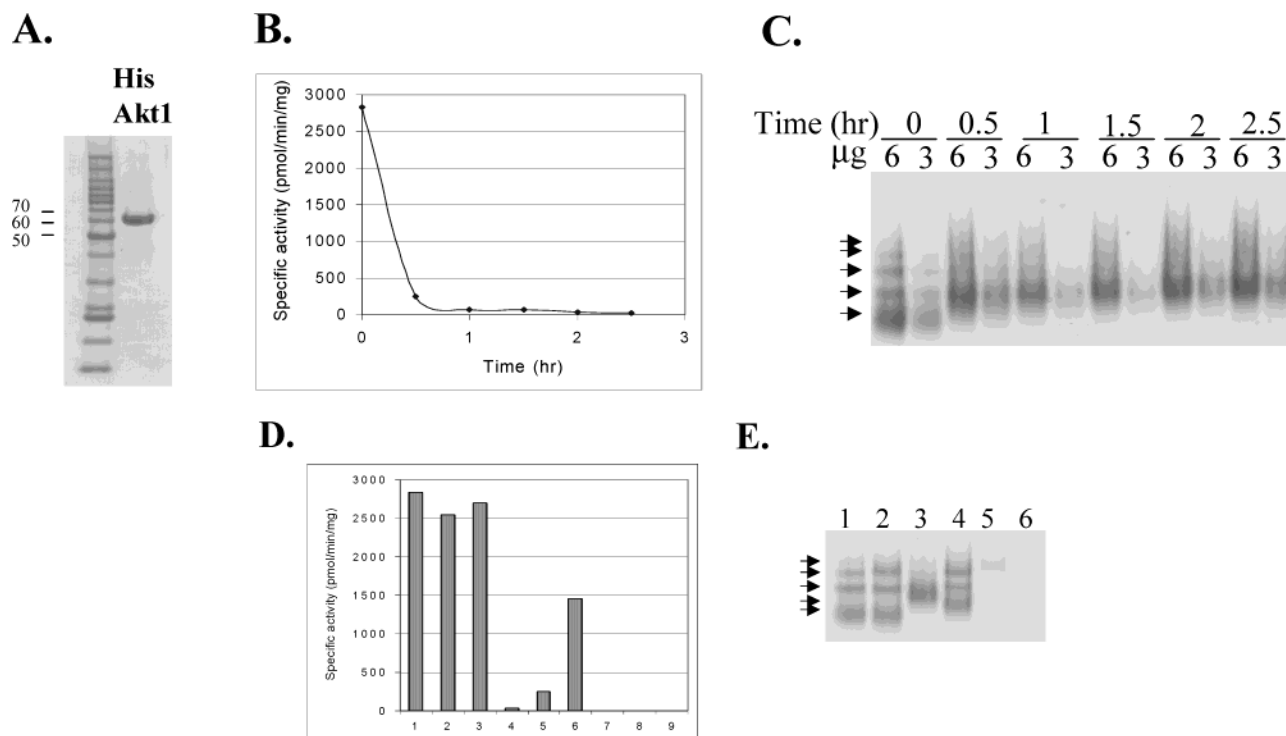 A.
His
Akt1
70
60
50
B.
Specific activity (pmol/min/mg)
3000
2500
2000
1500
1000
500
0
0 1 2 3
Time (hr)
C.
Time (hr) 0 0.5 1 1.5 2 2.5
μg 6 3 6 3 6 3 6 3 6 3 6 3
D.
Specific activity (pmol/min/mg)
3000
2500
2000
1500
1000
500
0
1 2 3 4 5 6 7 8 9
E.
1 2 3 4 5 6